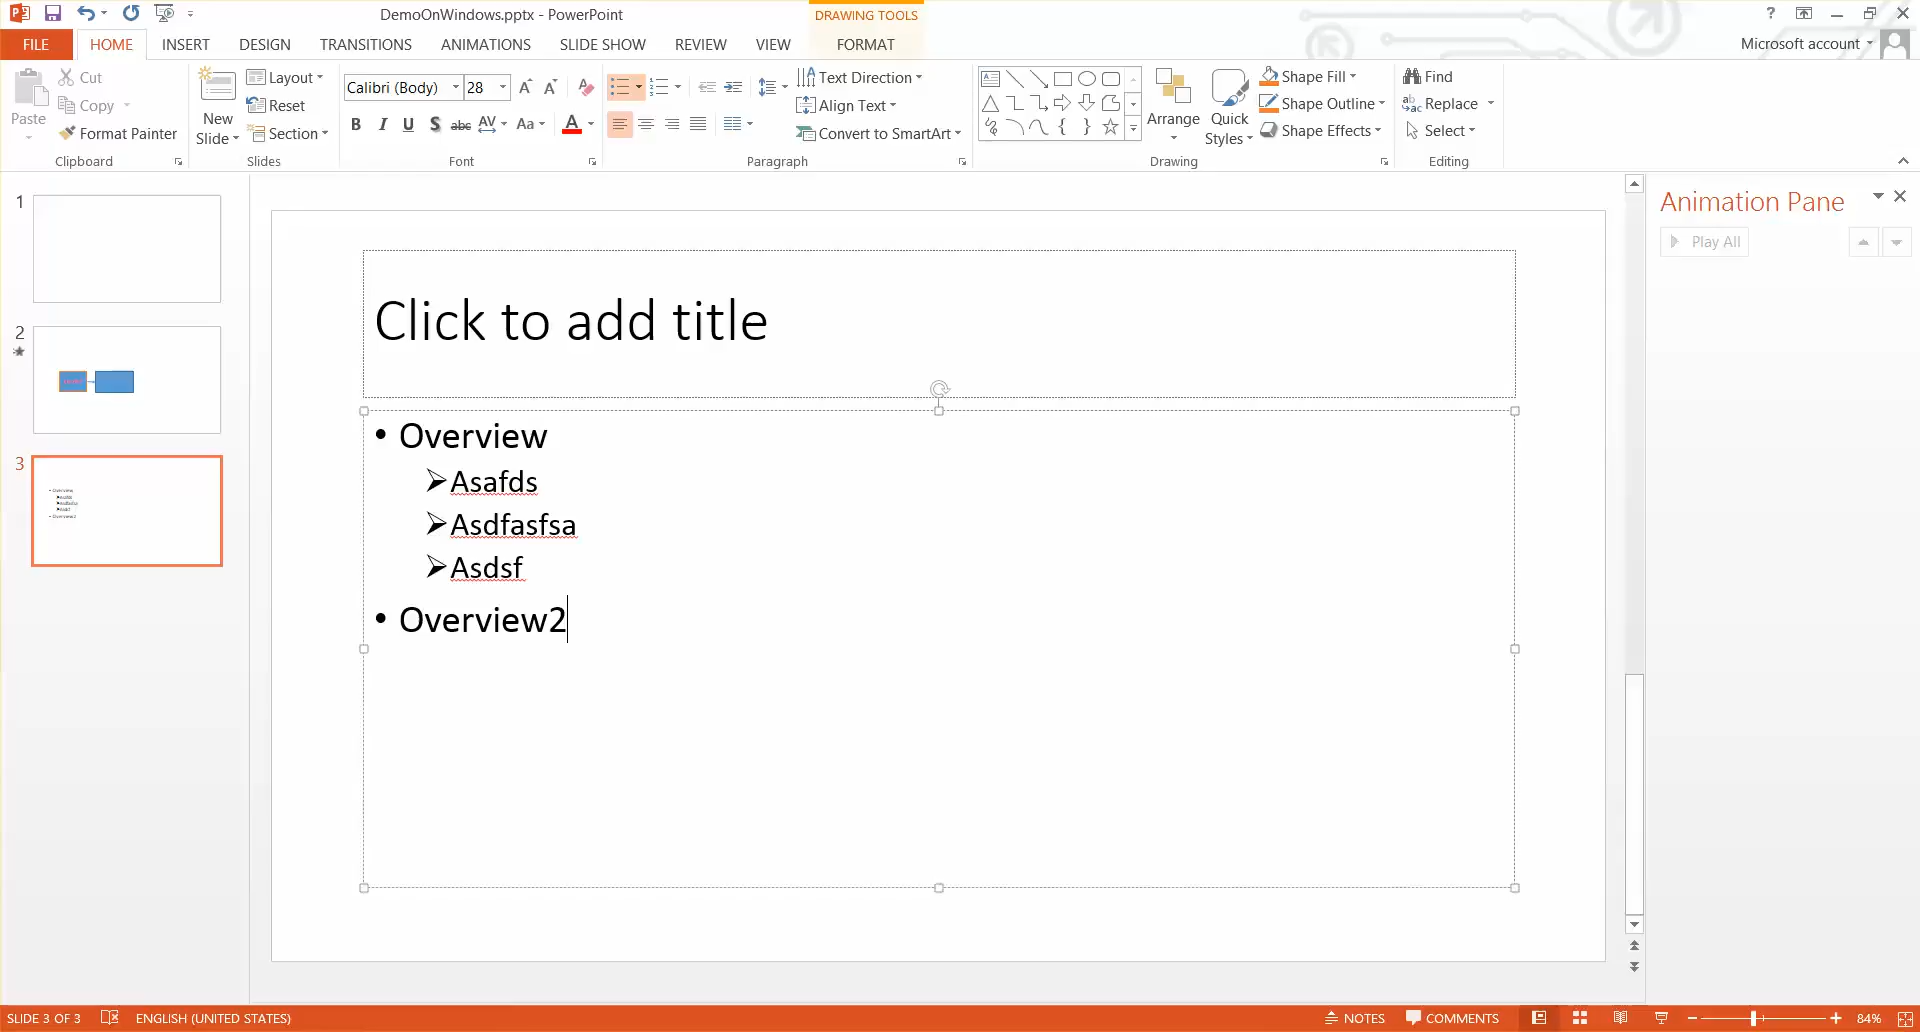 DemoOnWindows.pptx - PowerPoint
DRAWING TOOLS
?
FILE HOME INSERT DESIGN TRANSITIONS ANIMATIONS SLIDE SHOW REVIEW VIEW FORMAT
Microsoft account
Paste
Cut
Copy
Format Painter
Clipboard
New Slide
Layout
Reset
Section
Slides
Calibri (Body) 28
B I U S abc AV Aa A
Font
Text Direction
Align Text
Convert to SmartArt
Paragraph
Arrange
Quick Styles
Shape Fill
Shape Outline
Shape Effects
Drawing
Find
Replace
Select
Editing
1
2
3
Click to add title
• Overview
➢Asafds
➢Asdfasfsa
➢Asdsf
• Overview2
Animation Pane
Play All
SLIDE 3 OF 3 ENGLISH (UNITED STATES) NOTES COMMENTS 84%